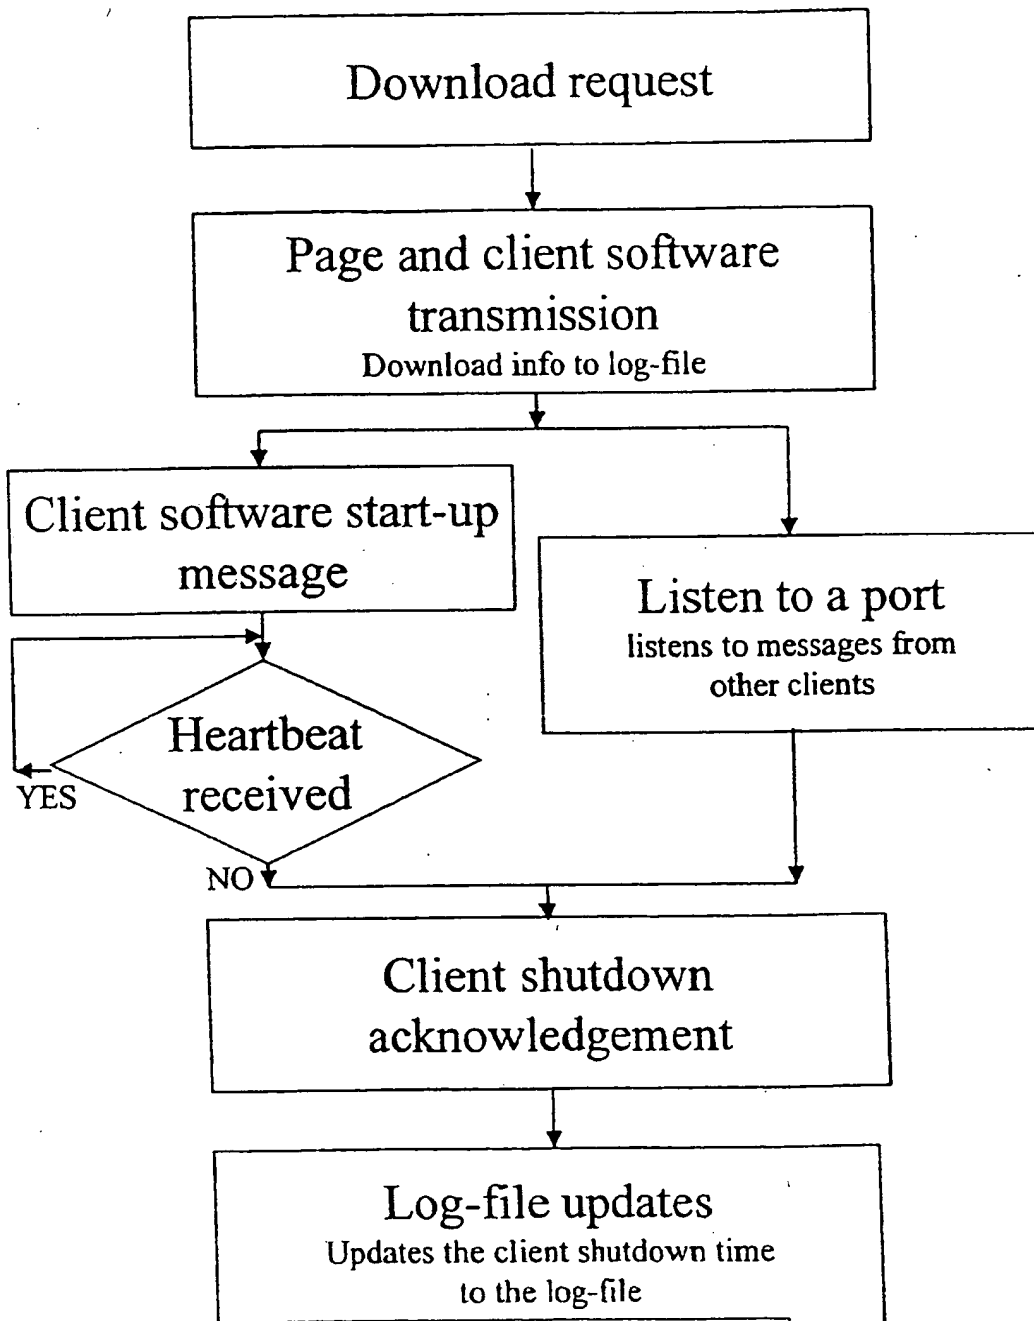 Download request
Page and client software
transmission
Download info to log-file
Client software start-up
message
Listen to a port
listens to messages from
other clients
Heartbeat
received
YES
NO
Client shutdown
acknowledgement
Log-file updates
Updates the client shutdown time
to the log-file